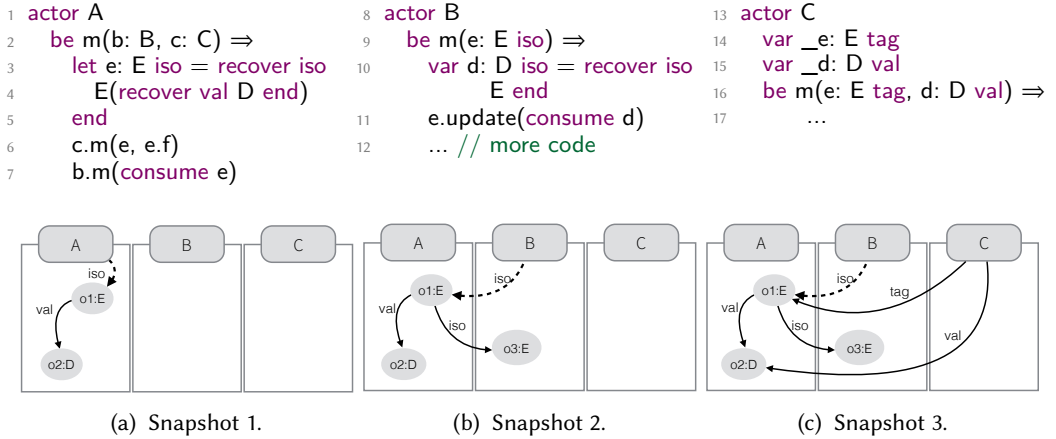 1 actor A
2 be m(b: B, c: C) ⇒
3 let e: E iso = recover iso
4 E(recover val D end)
5 end
6 c.m(e, e.f)
7 b.m(consume e)
8 actor B
9 be m(e: E iso) ⇒
10 var d: D iso = recover iso
E end
11 e.update(consume d)
12 ... // more code
13 actor C
14 var _e: E tag
15 var _d: D val
16 be m(e: E tag, d: D val) ⇒
17 ...
A B C
iso
o1:E
val
o2:D
(a) Snapshot 1.
A B C
iso
o1:E
val
iso
o3:E
o2:D
(b) Snapshot 2.
A B C
iso
o1:E
tag
val
iso
val
o3:E
o2:D
(c) Snapshot 3.